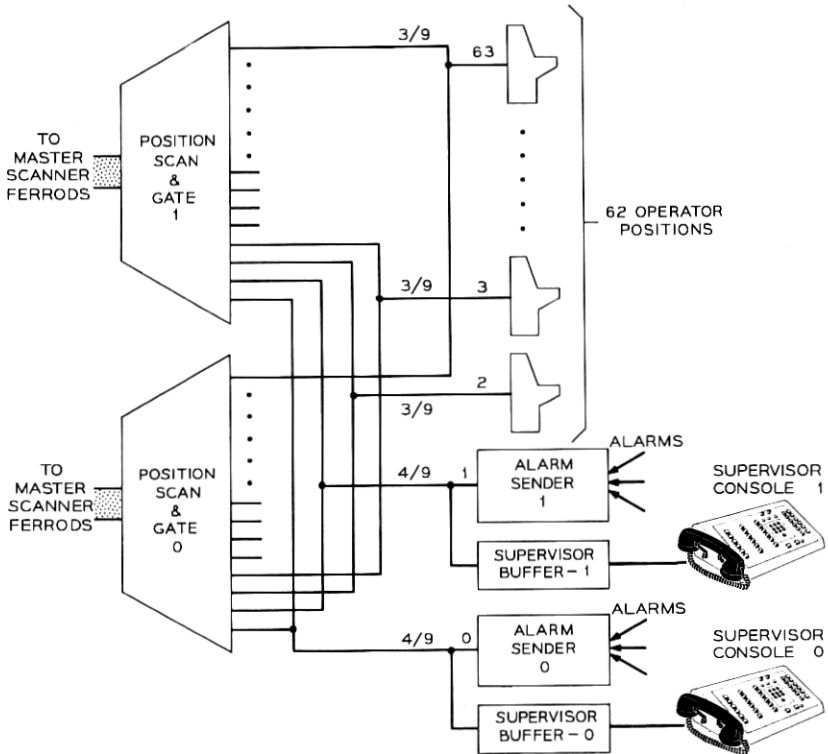 3/9
63
TO
MASTER
SCANNER
FERRODS
POSITION
SCAN
&
GATE
1
62 OPERATOR
POSITIONS
3/9
3
2
3/9
TO
MASTER
SCANNER
FERRODS
POSITION
SCAN
&
GATE
0
4/9
1
ALARM
SENDER
1
ALARMS
SUPERVISOR
CONSOLE 1
SUPERVISOR
BUFFER-1
4/9
0
ALARM
SENDER
0
ALARMS
SUPERVISOR
CONSOLE 0
SUPERVISOR
BUFFER-0